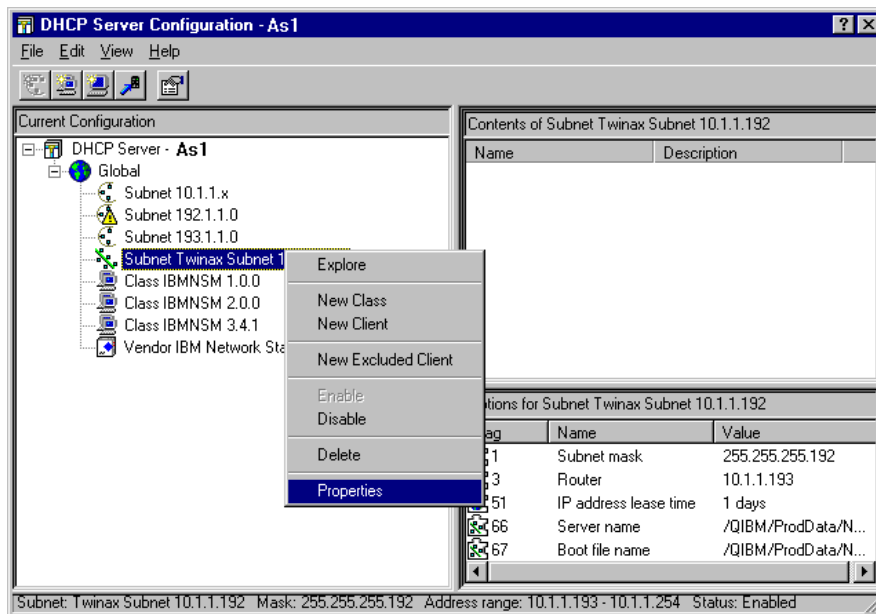 DHCP Server Configuration - As1
File Edit View Help
Current Configuration
DHCP Server - As1
Global
Subnet 10.1.1.x
Subnet 192.1.1.0
Subnet 193.1.1.0
Subnet Twinax Subnet 1
Class IBMNSM 1.0.0
Class IBMNSM 2.0.0
Class IBMNSM 3.4.1
Vendor IBM Network Sta
Explore
New Class
New Client
New Excluded Client
Enable
Disable
Delete
Properties
Contents of Subnet Twinax Subnet 10.1.1.192
Name Description
tions for Subnet Twinax Subnet 10.1.1.192
ag Name Value
1 Subnet mask 255.255.255.192
3 Router 10.1.1.193
51 IP address lease time 1 days
66 Server name /QIBM/ProdData/N...
67 Boot file name /QIBM/ProdData/N...
Subnet: Twinax Subnet 10.1.1.192 Mask: 255.255.255.192 Address range: 10.1.1.193 - 10.1.1.254 Status: Enabled